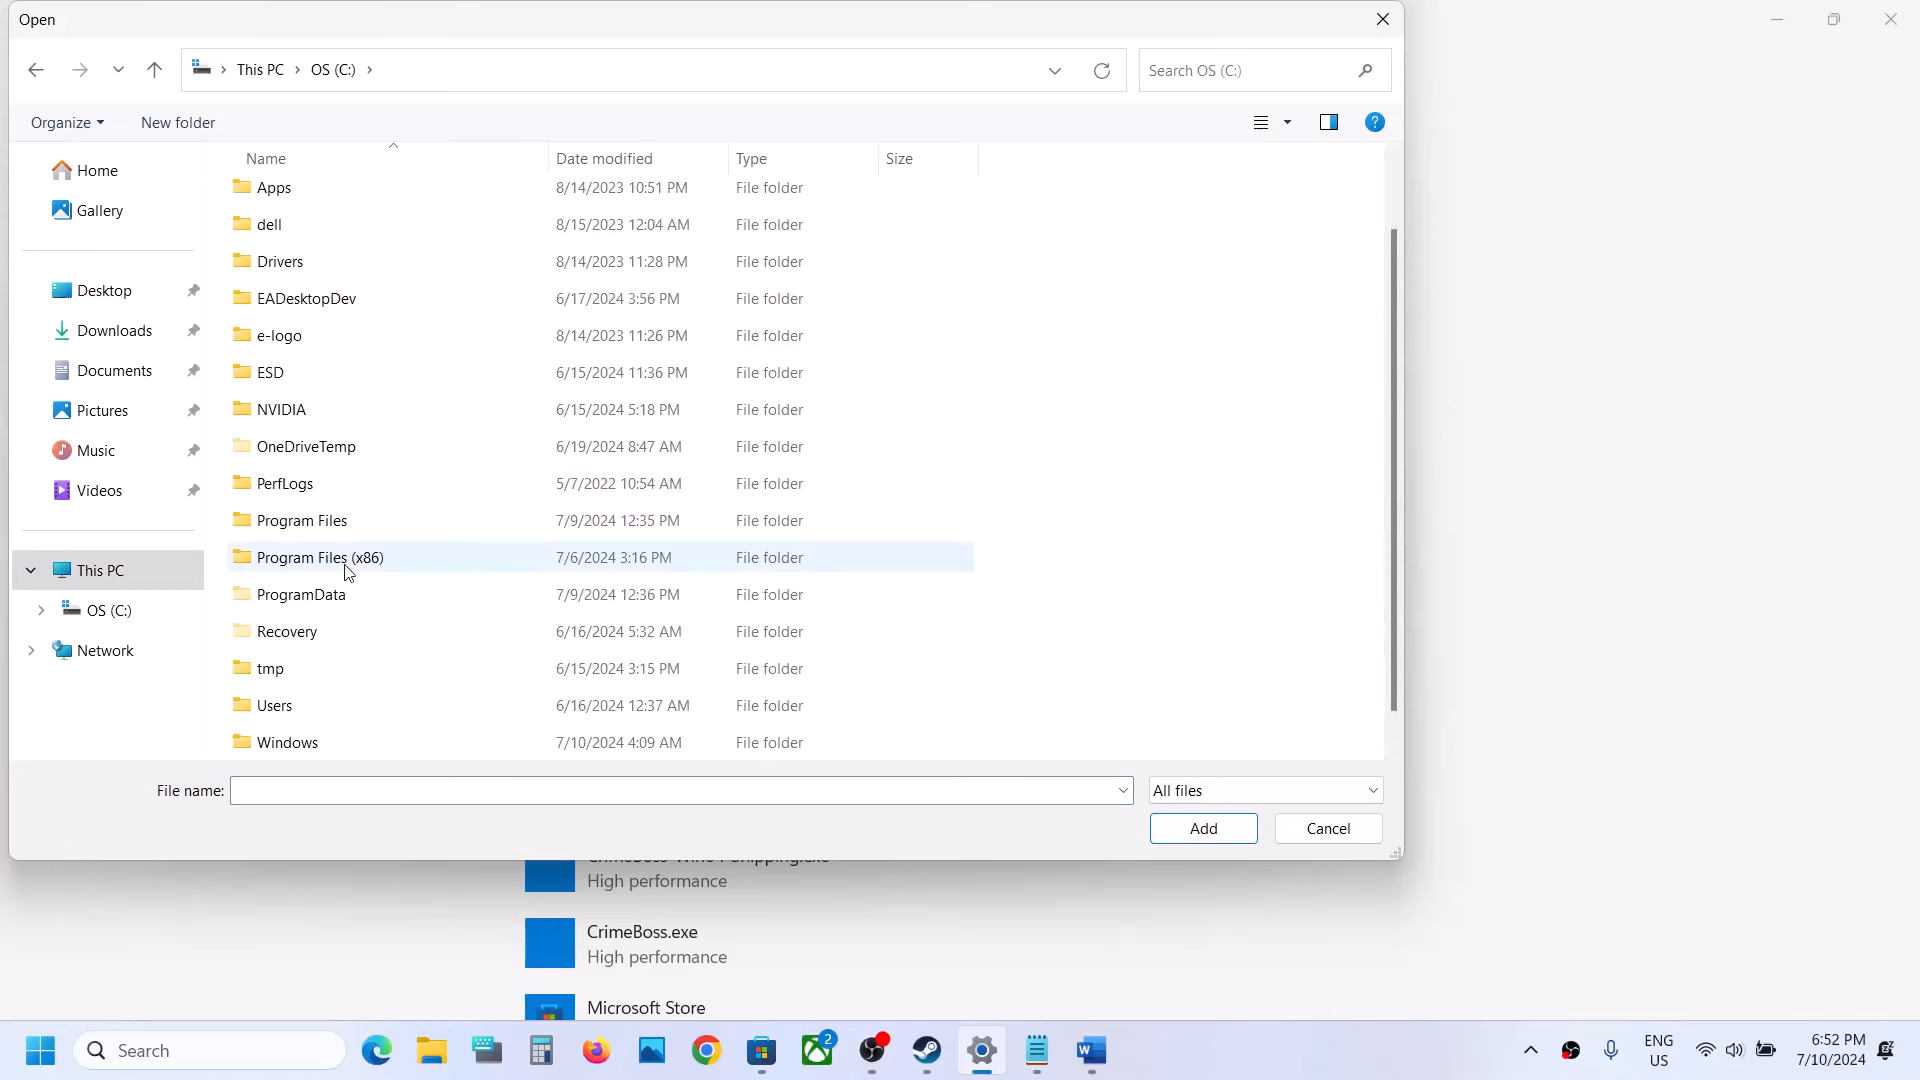 Open
This PC > OS (C:) >
Search OS (C:)
Organize
New folder
?
Name
Date modified
Type
Size
Home
Gallery
Desktop
Downloads
Documents
Pictures
Music
Videos
This PC
OS (C:)
Network
Apps 8/14/2023 10:51 PM File folder
dell 8/15/2023 12:04 AM File folder
Drivers 8/14/2023 11:28 PM File folder
EADesktopDev 6/17/2024 3:56 PM File folder
e-logo 8/14/2023 11:26 PM File folder
ESD 6/15/2024 11:36 PM File folder
NVIDIA 6/15/2024 5:18 PM File folder
OneDriveTemp 6/19/2024 8:47 AM File folder
PerfLogs 5/7/2022 10:54 AM File folder
Program Files 7/9/2024 12:35 PM File folder
Program Files (x86) 7/6/2024 3:16 PM File folder
ProgramData 7/9/2024 12:36 PM File folder
Recovery 6/16/2024 5:32 AM File folder
tmp 6/15/2024 3:15 PM File folder
Users 6/16/2024 12:37 AM File folder
Windows 7/10/2024 4:09 AM File folder
File name:
All files
Add
Cancel
High performance
CrimeBoss.exe
High performance
Microsoft Store
Search
2
ENG
US
6:52 PM
7/10/2024